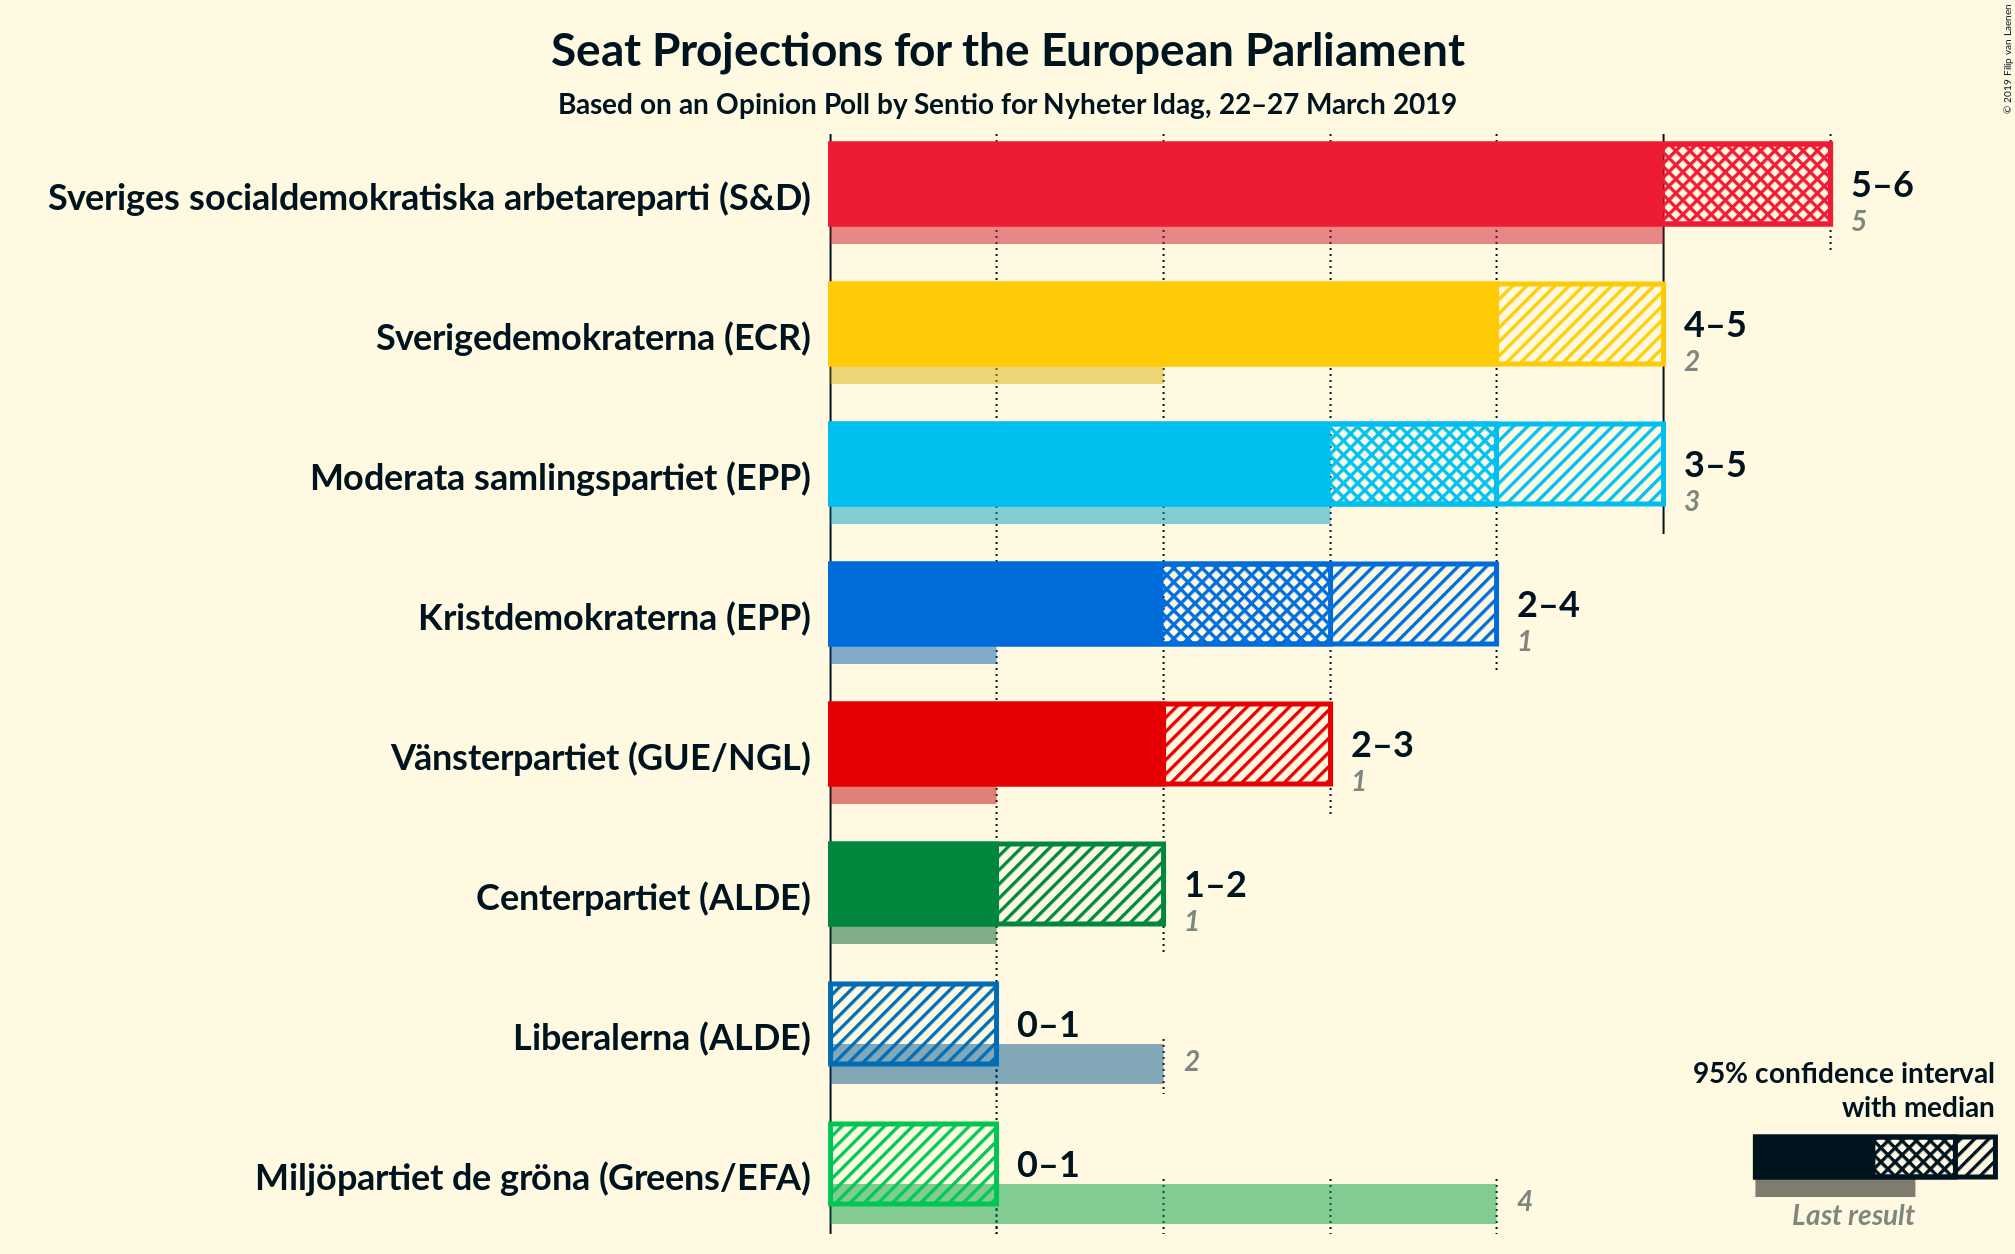 Seat Projections for the European Parliament
Based on an Opinion Poll by Sentio for Nyheter Idag, 22–27 March 2019
© 2019 Filip van Laenen
Sveriges socialdemokratiska arbetareparti (S&D)
5–6
5
Sverigedemokraterna (ECR)
4–5
2
Moderata samlingspartiet (EPP)
3–5
3
Kristdemokraterna (EPP)
2–4
1
Vänsterpartiet (GUE/NGL)
2–3
1
Centerpartiet (ALDE)
1–2
1
Liberalerna (ALDE)
0–1
2
Miljöpartiet de gröna (Greens/EFA)
0–1
4
95% confidence interval
with median
Last result